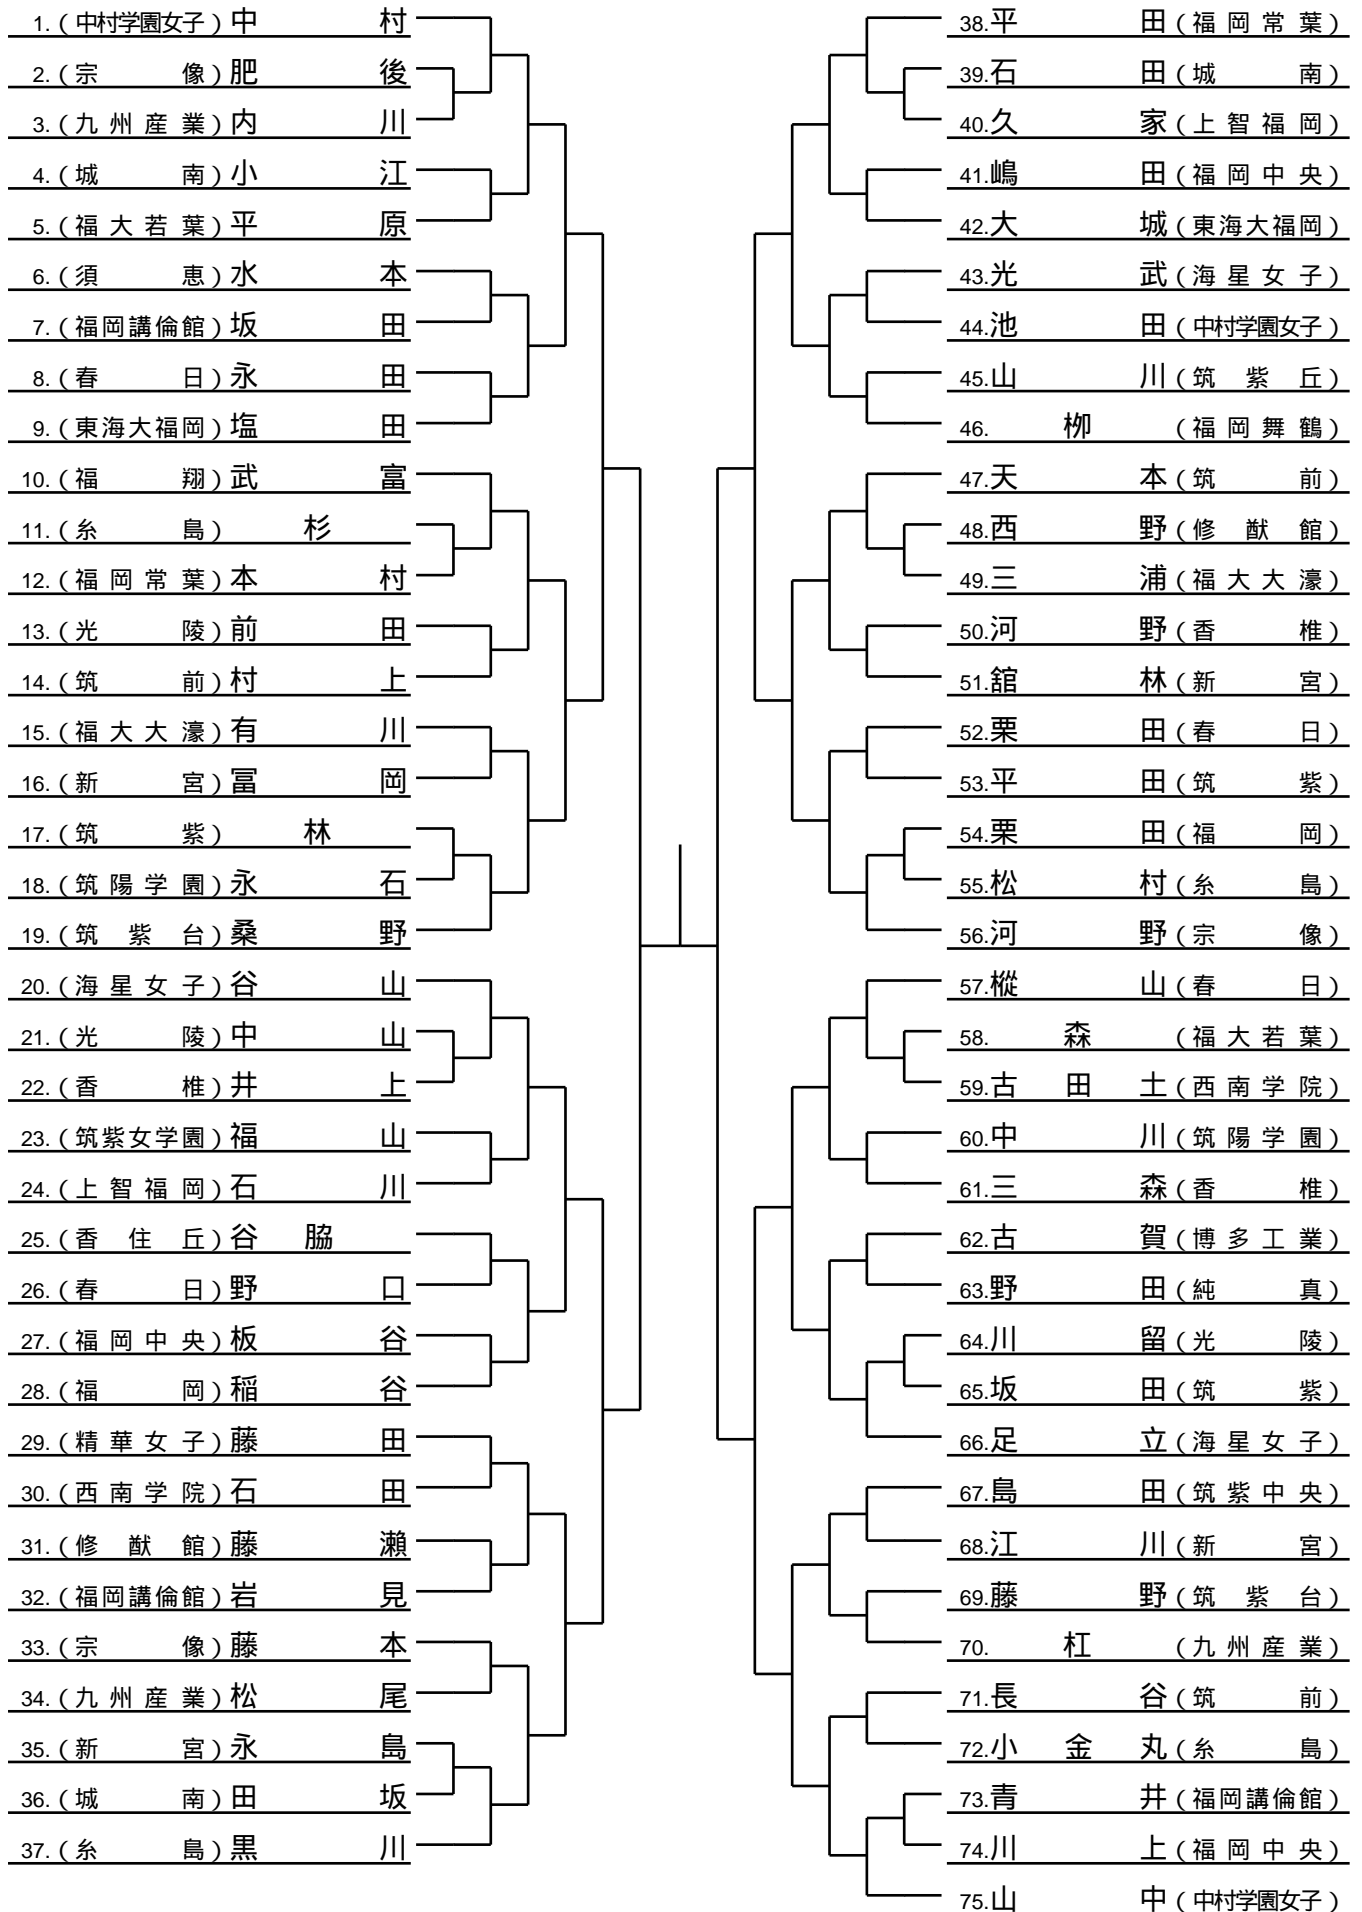 1.(中村学園女子)中村
2.(宗像)肥後
3.(九州産業)内川
4.(城南)小江
5.(福大若葉)平原
6.(須恵)水本
7.(福岡講倫館)坂田
8.(春日)永田
9.(東海大福岡)塩田
10.(福翔)武富
11.(糸島)杉
12.(福岡常葉)本村
13.(光陵)前田
14.(筑前)村上
15.(福大大濠)有川
16.(新宮)冨岡
17.(筑紫)林
18.(筑陽学園)永石
19.(筑紫台)桑野
20.(海星女子)谷山
21.(光陵)中山
22.(香椎)井上
23.(筑紫女学園)福山
24.(上智福岡)石川
25.(香住丘)谷脇
26.(春日)野口
27.(福岡中央)板谷
28.(福岡)稲谷
29.(精華女子)藤田
30.(西南学院)石田
31.(修猷館)藤瀬
32.(福岡講倫館)岩見
33.(宗像)藤本
34.(九州産業)松尾
35.(新宮)永島
36.(城南)田坂
37.(糸島)黒川
38.平田(福岡常葉)
39.石田(城南)
40.久家(上智福岡)
41.嶋田(福岡中央)
42.大城(東海大福岡)
43.光武(海星女子)
44.池田(中村学園女子)
45.山川(筑紫丘)
46.栁(福岡舞鶴)
47.天本(筑前)
48.西野(修猷館)
49.三浦(福大大濠)
50.河野(香椎)
51.舘林(新宮)
52.栗田(春日)
53.平田(筑紫)
54.栗田(福岡)
55.松村(糸島)
56.河野(宗像)
57.樅山(春日)
58.森(福大若葉)
59.古田土(西南学院)
60.中川(筑陽学園)
61.三森(香椎)
62.古賀(博多工業)
63.野田(純真)
64.川留(光陵)
65.坂田(筑紫)
66.足立(海星女子)
67.島田(筑紫中央)
68.江川(新宮)
69.藤野(筑紫台)
70.杠(九州産業)
71.長谷(筑前)
72.小金丸(糸島)
73.青井(福岡講倫館)
74.川上(福岡中央)
75.山中(中村学園女子)